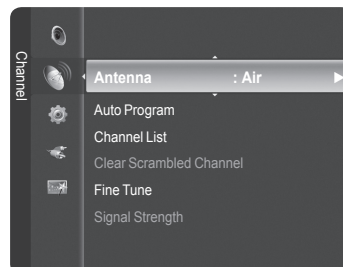 Channel
Antenna : Air
Auto Program
Channel List
Clear Scrambled Channel
Fine Tune
Signal Strength